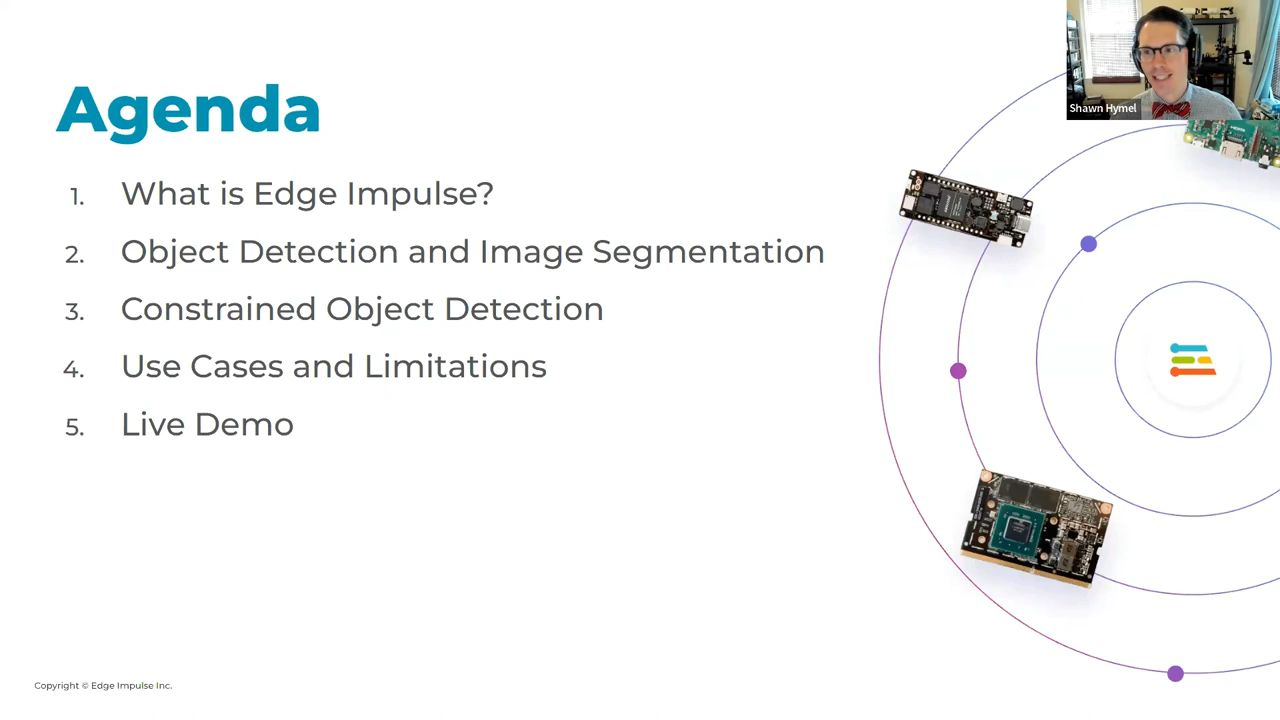 Agenda
1. What is Edge Impulse?
2. Object Detection and Image Segmentation
3. Constrained Object Detection
4. Use Cases and Limitations
5. Live Demo
Shawn Hymel
Copyright © Edge Impulse Inc.